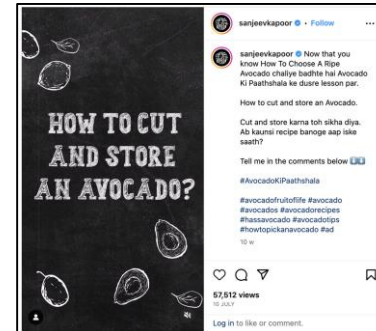 HOW TO CUT
AND STORE
AN AVOCADO?
sanjeevkapoor • Follow ...
sanjeevkapoor Now that you
know How To Choose A Ripe
Avocado chaliye badhte hai Avocado
Ki Paathshala ke dusre lesson par.
How to cut and store an Avocado.
Cut and store karna toh sikha diya.
Ab kaunsi recipe banoge aap iske
saath?
Tell me in the comments below ⬇️⬇️
#AvocadoKiPaathshala
#avocadofruitoflife #avocado
#avocados #avocadorecipes
#hassavocado #avocadotips
#howtopickanavocado #ad
10 w
57,512 views
10 JULY
Log in to like or comment.